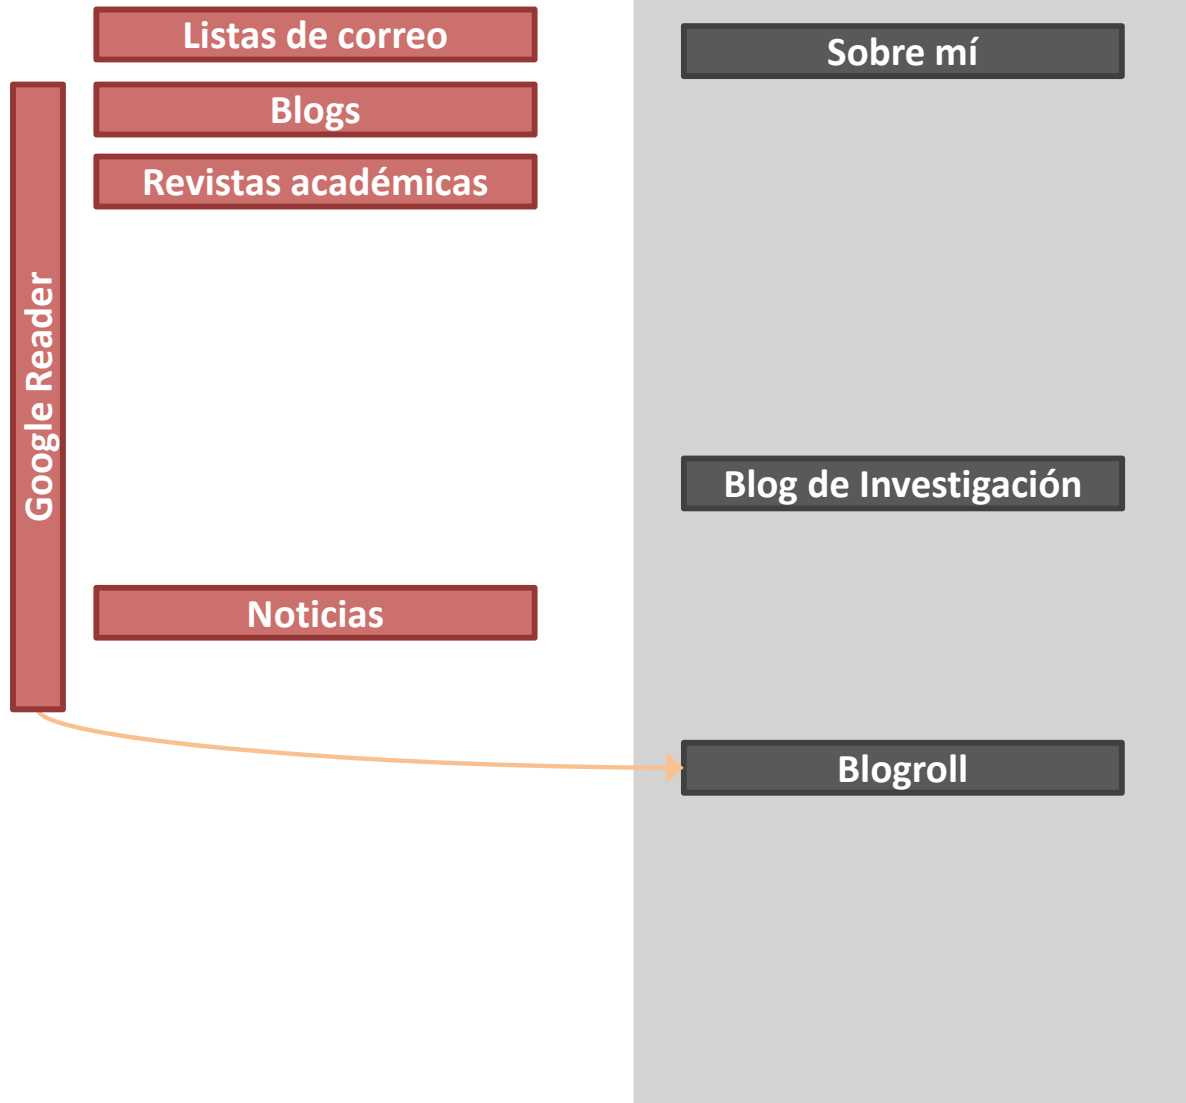 Listas de correo
Sobre mí
Blogs
Revistas académicas
Google Reader
Blog de Investigación
Noticias
Blogroll